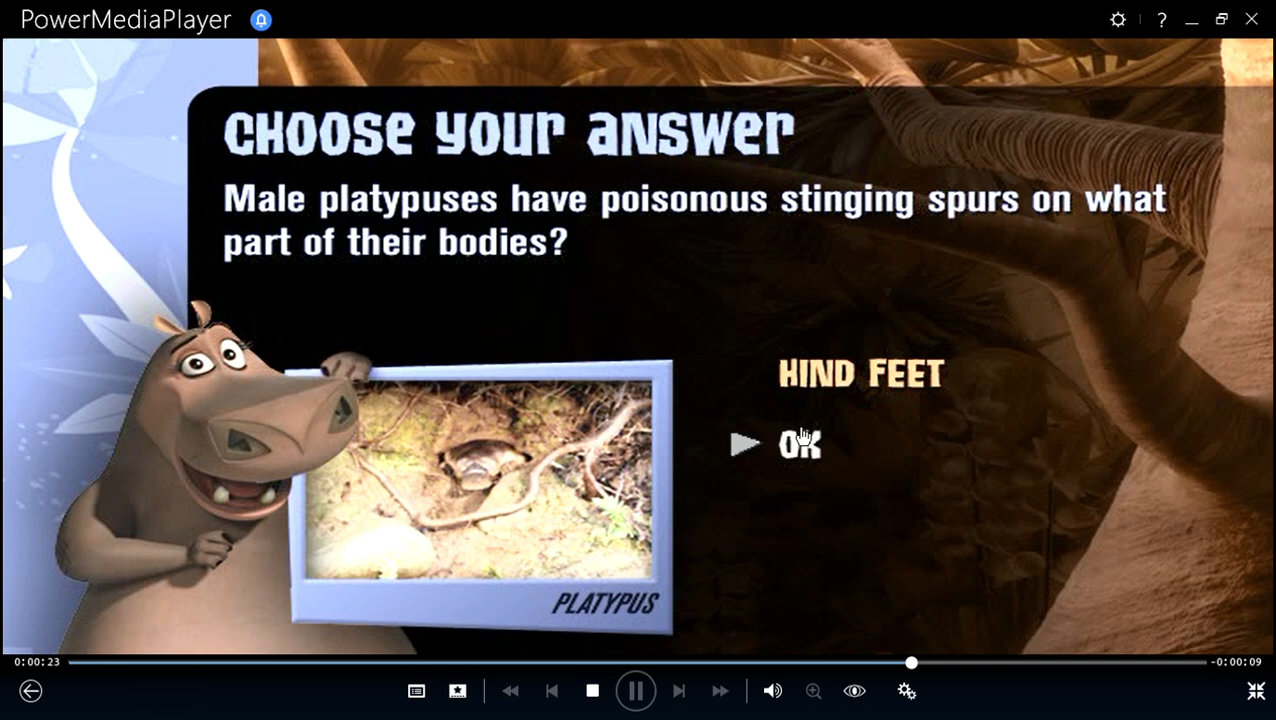 PowerMediaPlayer
?
CHOOSE YOUR ANSWER
Male platypuses have poisonous stinging spurs on what
part of their bodies?
HIND FEET
OK
PLATYPUS
0:00:23
-0:00:09